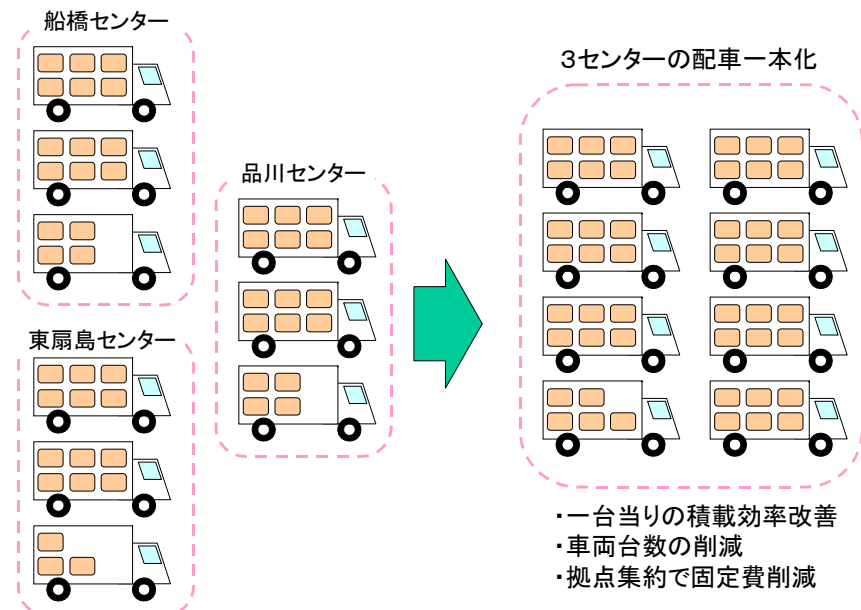 船橋センター
品川センター
東扇島センター
3センターの配車一本化
・一台当りの積載効率改善
・車両台数の削減
・拠点集約で固定費削減